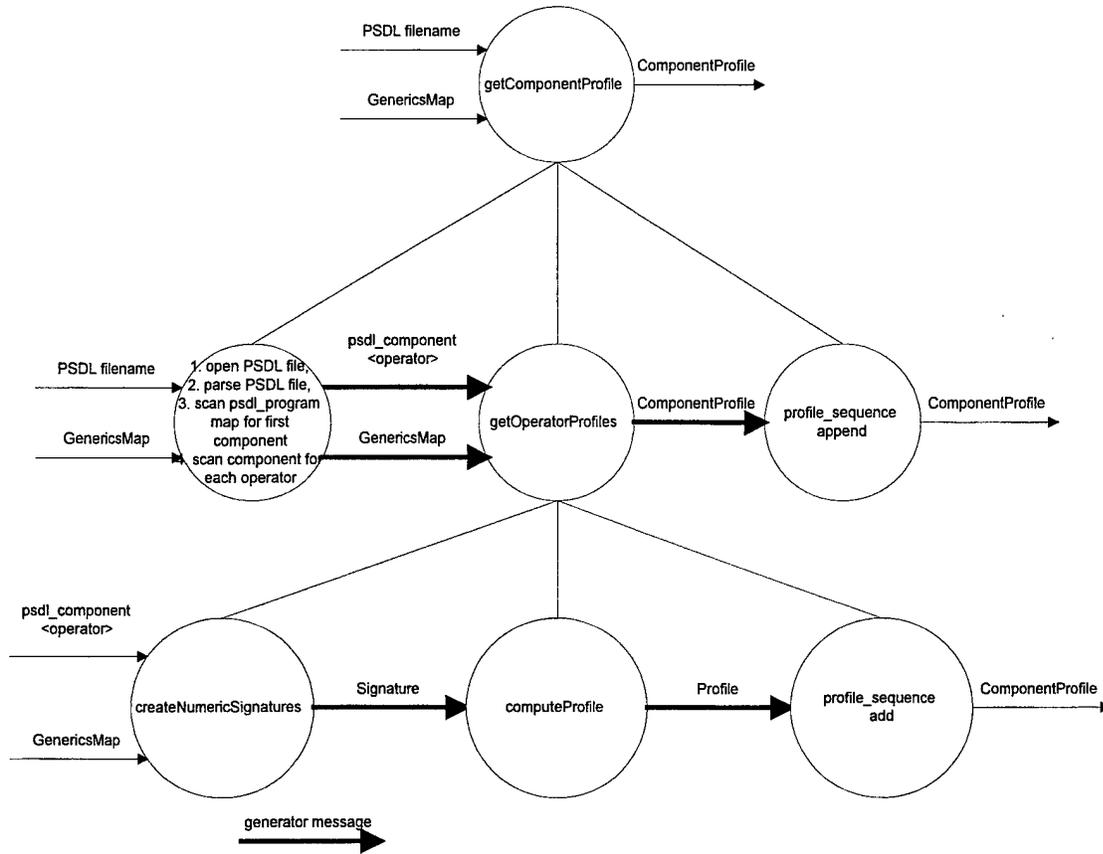 PSDL filename
ComponentProfile
getComponentProfile
GenericsMap
psdl_component
<operator>
PSDL filename
1. open PSDL file,
2. parse PSDL file,
3. scan psdl_program
map for first
component
4. scan component for
each operator
GenericsMap
GenericsMap
getOperatorProfiles
ComponentProfile
profile_sequence
append
ComponentProfile
psdl_component
<operator>
createNumericSignatures
GenericsMap
Signature
computeProfile
Profile
profile_sequence
add
ComponentProfile
generator message